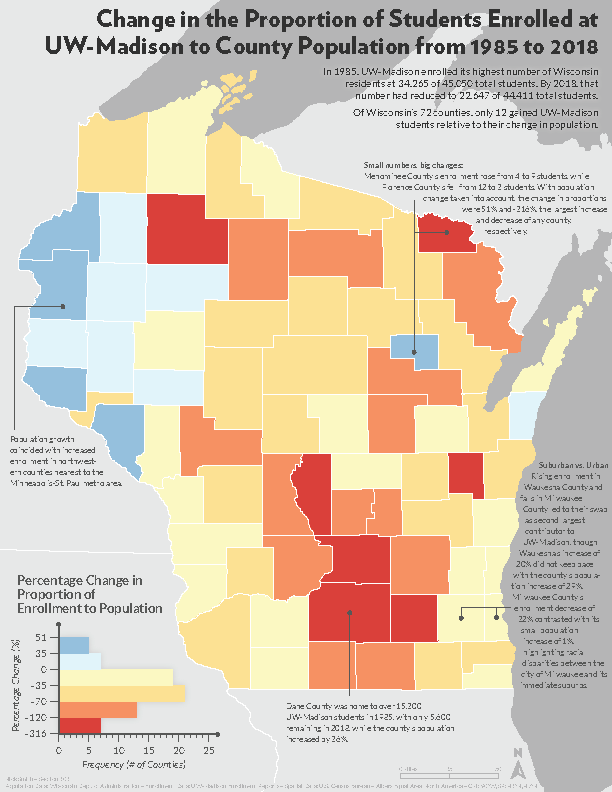 Change in the Proportion of Students Enrolled at
UW-Madison to County Population from 1985 to 2018
In 1985, UW-Madison enrolled its highest number of Wisconsin
residents at 34,265 of 45,050 total students. By 2018, that
number had reduced to 22,647 of 44,411 total students.
Of Wisconsin's 72 counties, only 12 gained UW-Madison
students relative to their change in population.
Small numbers, big changes:
Menominee County's enrollment rose from 4 to 9 students, while
Florence County's fell from 12 to 2 students. With population
change taken into account, the change in proportions
were 51% and -316%, the largest increase
and decrease of any county,
respectively.
Population growth
coincided with increased
enrollment in northwest-
ern counties nearest to the
Minneapolis-St. Paul metro area.
Suburban vs. Urban
Rising enrollment in
Waukesha County and
falls in Milwaukee
County led to their swap
as second largest
contributor to
UW-Madison, though
Waukesha's increase of
20% did not keep pace
with the county's popula-
tion increase of 29%.
Milwaukee County's
enrollment decrease of
22% contrasted with its
small population
increase of 1%,
highlighting racial
disparities between the
city of Milwaukee and its
immediate suburbs.
Percentage Change in
Proportion of
Enrollment to Population
Percentage Change (%)
51
35
0
-35
-70
-120
-316
0
5
10
15
20
25
Frequency (# of Counties)
Dane County was home to over 15,200
UW-Madison students in 1985, with only 5,600
remaining in 2018, while the county's population
increased by 36%.
N